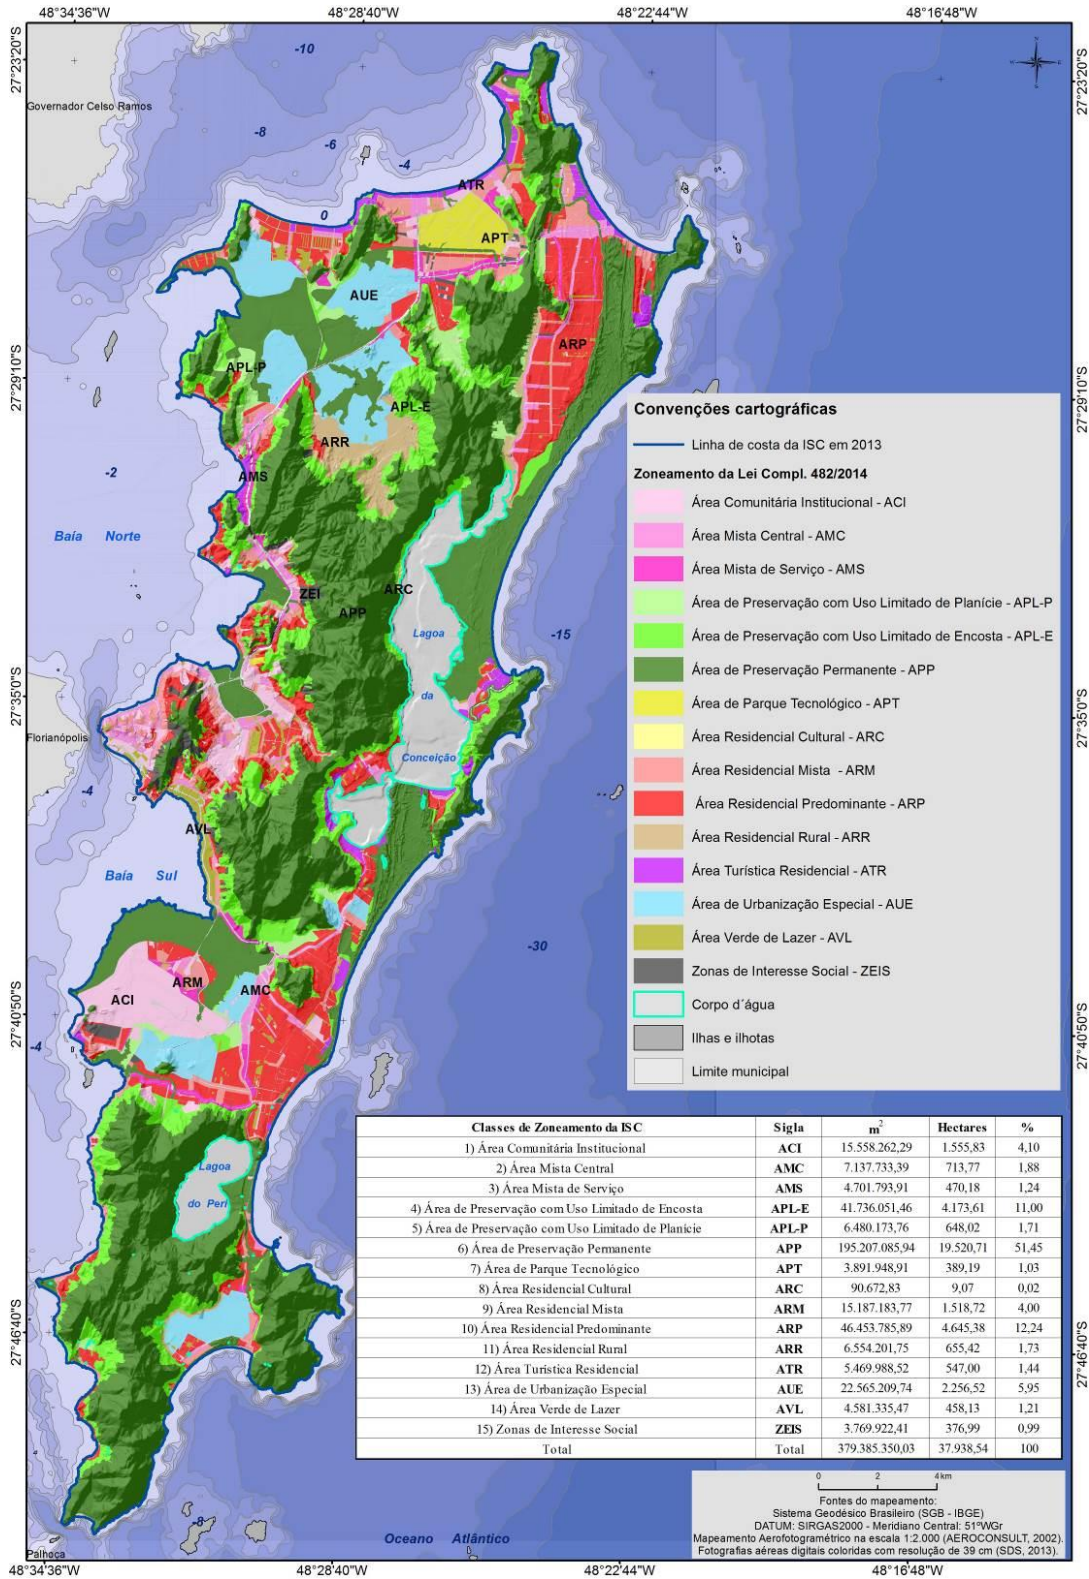 48°34'36"W 48°28'40"W 48°22'44"W 48°16'48"W
27°23'20"S
27°23'20"S
-10
Governador Celso Ramos
-8
-6
-4
ATR
0
APT
AUE
ARP
27°29'10"S
27°29'10"S
APL-P
APL-E
ARR
AMS
-2
Baía Norte
ZEI
ARC
APP
-15
Lagoa
da
Conceição
27°35'0"S
27°35'0"S
Florianópolis
-4
AVL
Baía Sul
-30
ARM
AMC
ACI
27°40'50"S
27°40'50"S
-4
Lagoa
do Peri
27°46'40"S
27°46'40"S
-8
Oceano Atlântico
Palhoça
Convenções cartográficas
Linha de costa da ISC em 2013
Zoneamento da Lei Compl. 482/2014
Área Comunitária Institucional - ACI
Área Mista Central - AMC
Área Mista de Serviço - AMS
Área de Preservação com Uso Limitado de Planície - APL-P
Área de Preservação com Uso Limitado de Encosta - APL-E
Área de Preservação Permanente - APP
Área de Parque Tecnológico - APT
Área Residencial Cultural - ARC
Área Residencial Mista - ARM
Área Residencial Predominante - ARP
Área Residencial Rural - ARR
Área Turística Residencial - ATR
Área de Urbanização Especial - AUE
Área Verde de Lazer - AVL
Zonas de Interesse Social - ZEIS
Corpo d´água
Ilhas e ilhotas
Limite municipal
Classes de Zoneamento da ISC Sigla m² Hectares %
1) Área Comunitária Institucional ACI 15.558.262,29 1.555,83 4,10
2) Área Mista Central AMC 7.137.733,39 713,77 1,88
3) Área Mista de Serviço AMS 4.701.793,91 470,18 1,24
4) Área de Preservação com Uso Limitado de Encosta APL-E 41.736.051,46 4.173,61 11,00
5) Área de Preservação com Uso Limitado de Planície APL-P 6.480.173,76 648,02 1,71
6) Área de Preservação Permanente APP 195.207.085,94 19.520,71 51,45
7) Área de Parque Tecnológico APT 3.891.948,91 389,19 1,03
8) Área Residencial Cultural ARC 90.672,83 9,07 0,02
9) Área Residencial Mista ARM 15.187.183,77 1.518,72 4,00
10) Área Residencial Predominante ARP 46.453.785,89 4.645,38 12,24
11) Área Residencial Rural ARR 6.554.201,75 655,42 1,73
12) Área Turística Residencial ATR 5.469.988,52 547,00 1,44
13) Área de Urbanização Especial AUE 22.565.209,74 2.256,52 5,95
14) Área Verde de Lazer AVL 4.581.335,47 458,13 1,21
15) Zonas de Interesse Social ZEIS 3.769.922,41 376,99 0,99
Total Total 379.385.350,03 37.938,54 100
0 2 4 km
Fontes do mapeamento:
Sistema Geodésico Brasileiro (SGB - IBGE)
DATUM: SIRGAS2000 - Meridiano Central: 51°WGr
Mapeamento Aerofotogramétrico na escala 1:2.000 (AEROCONSULT, 2002).
Fotografias aéreas digitais coloridas com resolução de 39 cm (SDS, 2013).
48°34'36"W 48°28'40"W 48°22'44"W 48°16'48"W